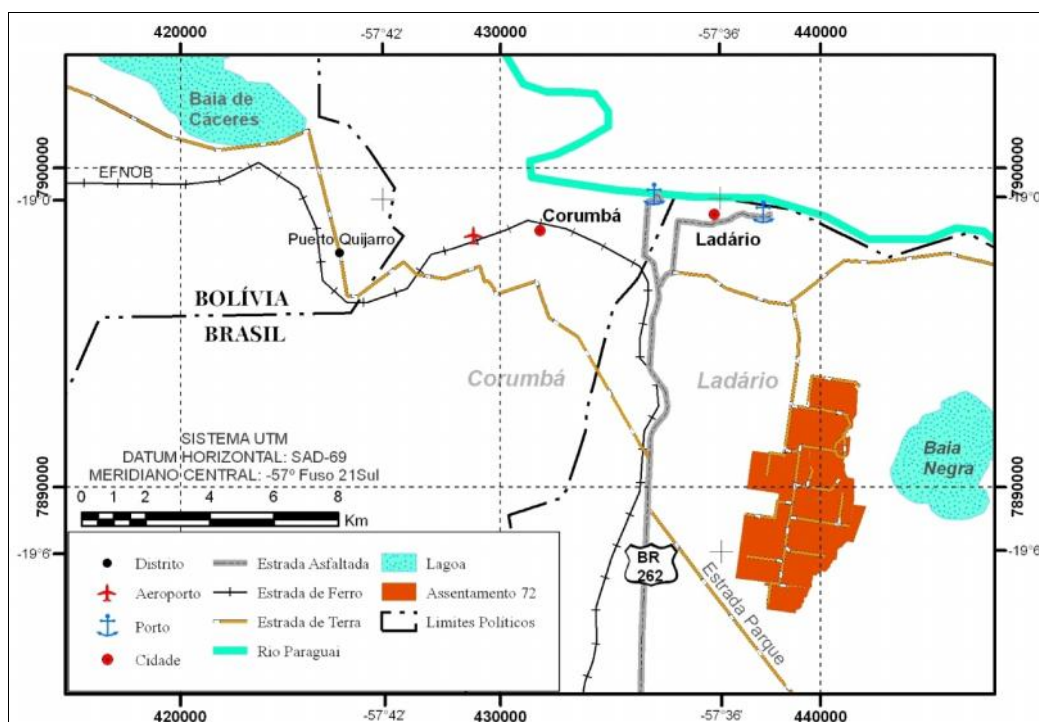 420000 -57°42 430000 -57°36 440000
Baia de
Cáceres
EFNOB
7900000
7900000
-19°0
-19°0
Corumbá
Ladário
Puerto Quijarro
BOLÍVIA
BRASIL
Corumbá
Ladário
SISTEMA UTM
DATUM HORIZONTAL: SAD-69
MERIDIANO CENTRAL: -57º Fuso 21Sul
0 1 2 4 6 8
Km
Baia
Negra
7890000
7890000
-19°6
-19°6
BR
262
Estrada Parque
Distrito
Aeroporto
Porto
Cidade
Estrada Asfaltada
Estrada de Ferro
Estrada de Terra
Rio Paraguai
Lagoa
Assentamento 72
Limites Politicos
420000 -57°42 430000 -57°36 440000